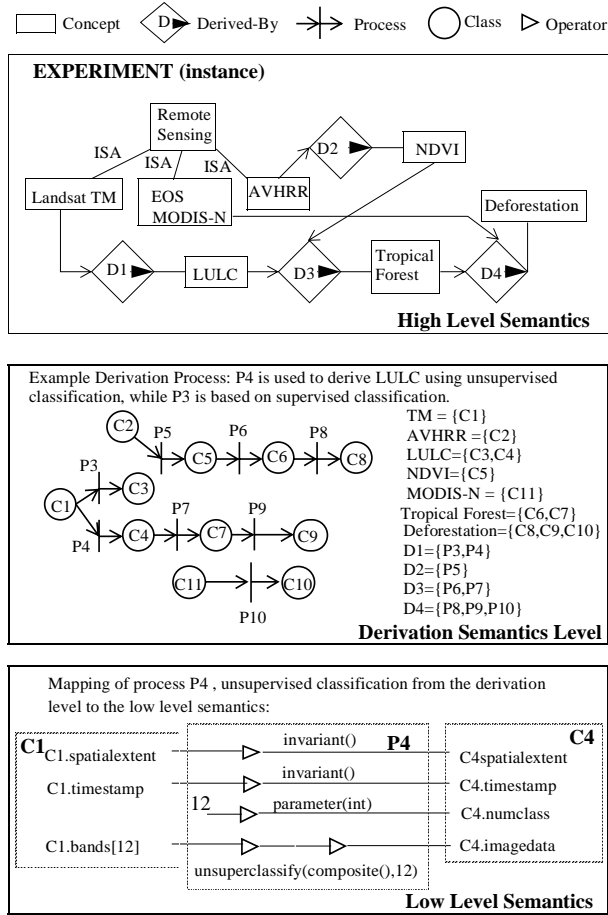 Concept D Derived-By Process Class Operator
EXPERIMENT (instance)
Remote
Sensing
ISA ISA ISA
D2 NDVI
Landsat TM
EOS
MODIS-N
AVHRR
Deforestation
D1 LULC D3
Tropical
Forest
D4
High Level Semantics
Example Derivation Process: P4 is used to derive LULC using unsupervised
classification, while P3 is based on supervised classification.
C2 P5 C5 P6 C6 P8 C8
C1 P3 C3
P4 C4 P7 C7 P9 C9
C11 P10 C10
TM = {C1}
AVHRR ={C2}
LULC={C3,C4}
NDVI={C5}
MODIS-N = {C11}
Tropical Forest={C6,C7}
Deforestation={C8,C9,C10}
D1={P3,P4}
D2={P5}
D3={P6,P7}
D4={P8,P9,P10}
Derivation Semantics Level
Mapping of process P4 , unsupervised classification from the derivation
level to the low level semantics:
C1 P4 C4
C1.spatialextent invariant() C4spatialextent
C1.timestamp invariant() C4.timestamp
12 parameter(int) C4.numclass
C1.bands[12] C4.imagedata
unsuperclassify(composite(),12)
Low Level Semantics